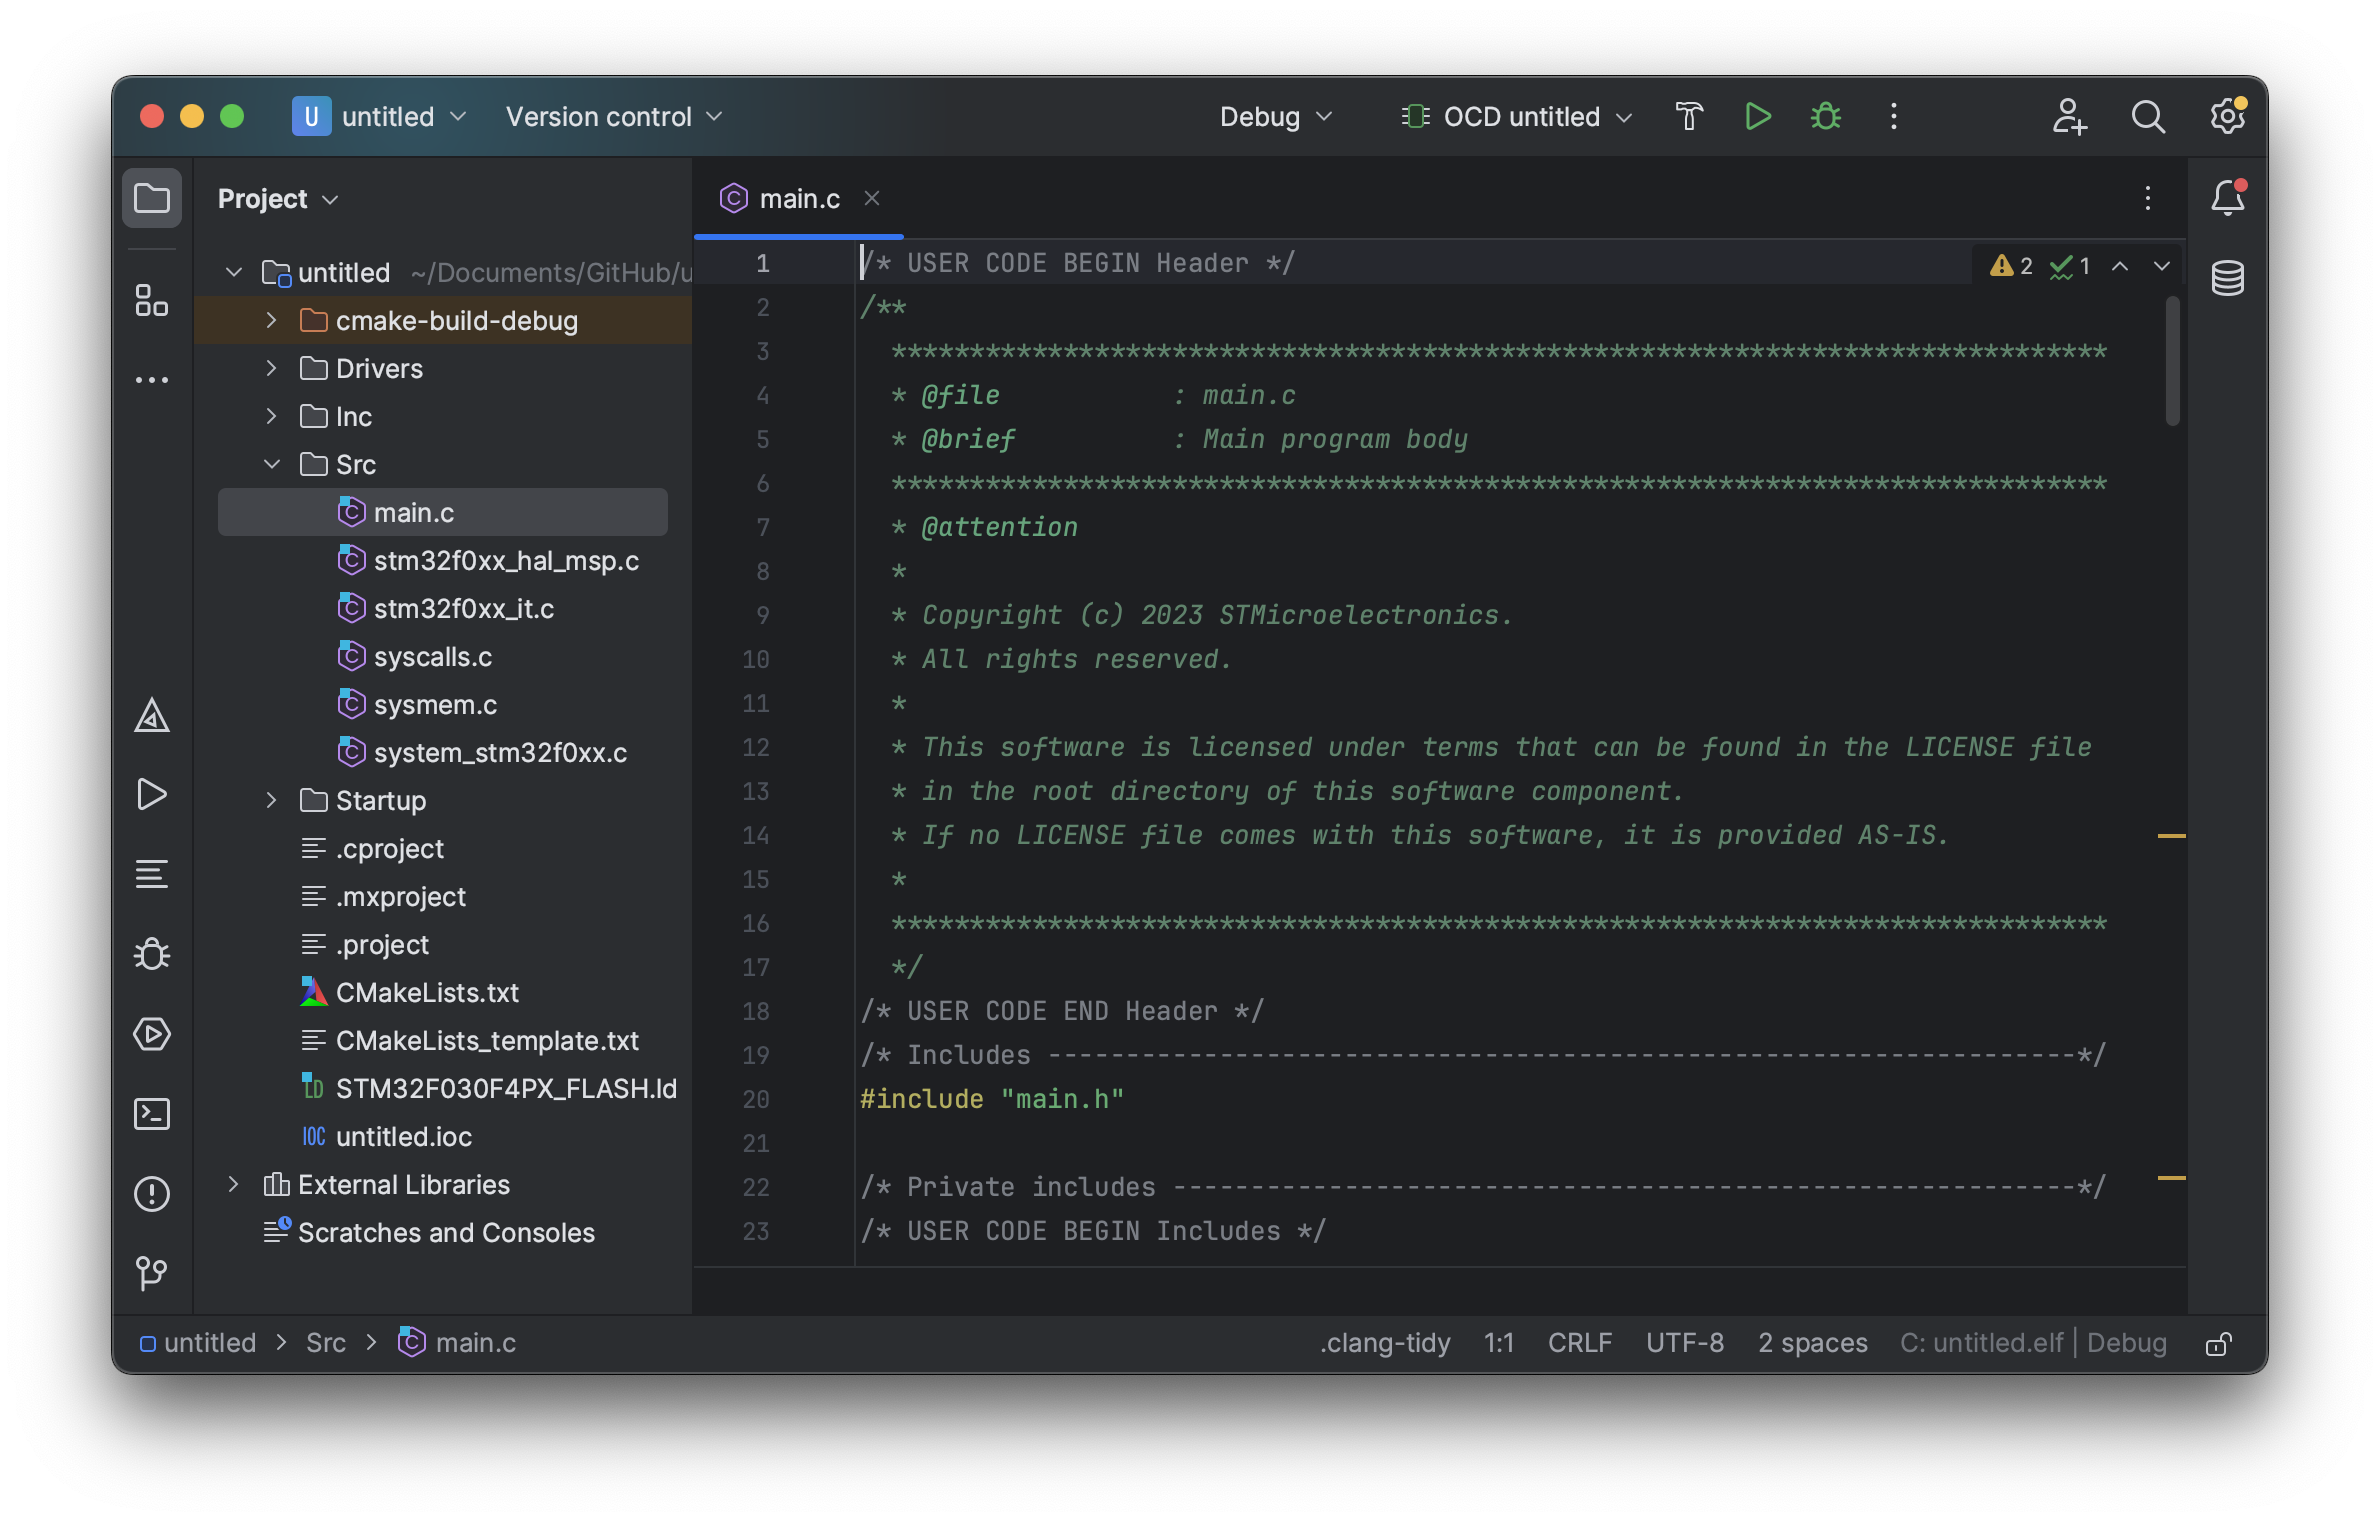 U untitled Version control Debug OCD untitled
Project
main.c
untitled ~/Documents/GitHub/u
cmake-build-debug
Drivers
Inc
Src
main.c
stm32f0xx_hal_msp.c
stm32f0xx_it.c
syscalls.c
sysmem.c
system_stm32f0xx.c
Startup
.cproject
.mxproject
.project
CMakeLists.txt
CMakeLists_template.txt
LD STM32F030F4PX_FLASH.ld
IOC untitled.ioc
External Libraries
Scratches and Consoles
1 /* USER CODE BEGIN Header */
2 1
2 /**
3 ******************************************************************************
4 * @file : main.c
5 * @brief : Main program body
6 ******************************************************************************
7 * @attention
8 *
9 * Copyright (c) 2023 STMicroelectronics.
10 * All rights reserved.
11 *
12 * This software is licensed under terms that can be found in the LICENSE file
13 * in the root directory of this software component.
14 * If no LICENSE file comes with this software, it is provided AS-IS.
15 *
16 ******************************************************************************
17 */
18 /* USER CODE END Header */
19 /* Includes ------------------------------------------------------------------*/
20 #include "main.h"
21
22 /* Private includes ----------------------------------------------------------*/
23 /* USER CODE BEGIN Includes */
untitled > Src > main.c .clang-tidy 1:1 CRLF UTF-8 2 spaces C: untitled.elf | Debug